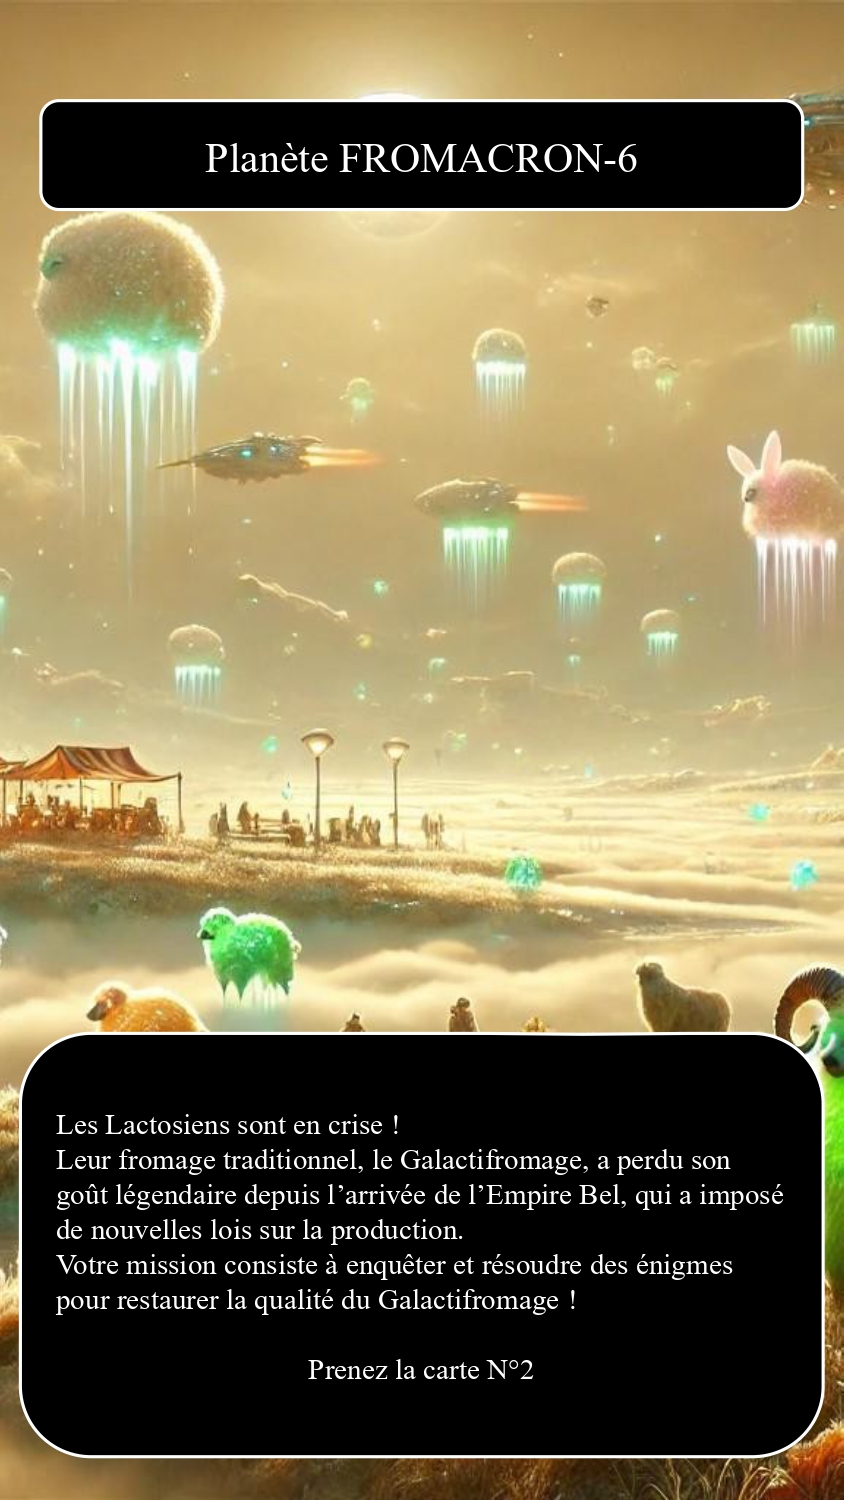 Planète FROMACRON-6
Les Lactosiens sont en crise !
Leur fromage traditionnel, le Galactifromage, a perdu son
goût légendaire depuis l’arrivée de l’Empire Bel, qui a imposé
de nouvelles lois sur la production.
Votre mission consiste à enquêter et résoudre des énigmes
pour restaurer la qualité du Galactifromage !
Prenez la carte N°2